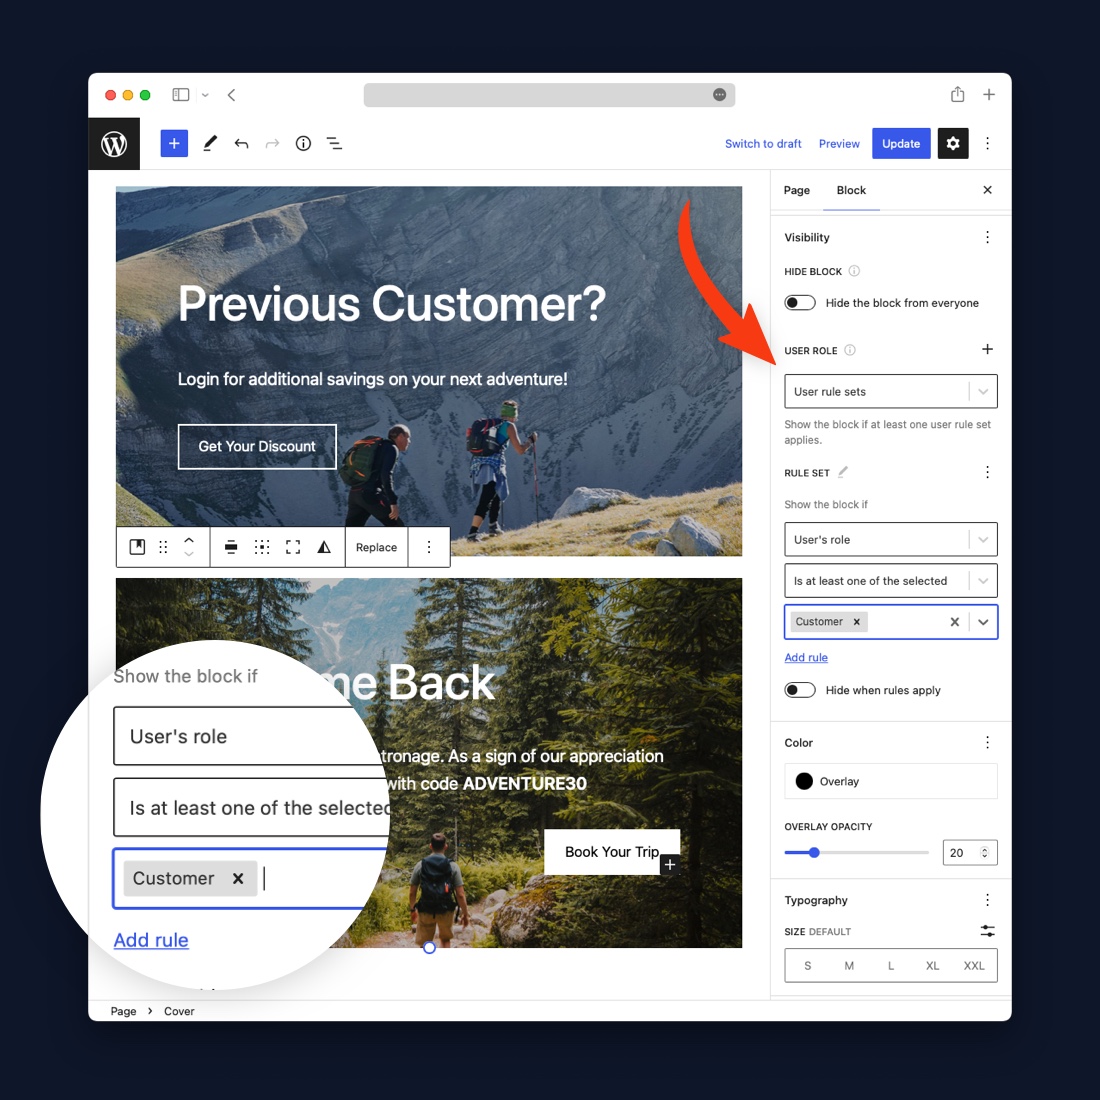 Switch to draft
Preview
Update
Previous Customer?
Login for additional savings on your next adventure!
Get Your Discount
Replace
me Back
tronage. As a sign of our appreciation
with code ADVENTURE30
Book Your Trip
Show the block if
User's role
Is at least one of the selected
Customer
Add rule
Page
Block
Visibility
HIDE BLOCK
Hide the block from everyone
USER ROLE
User rule sets
Show the block if at least one user rule set
applies.
RULE SET
Show the block if
User's role
Is at least one of the selected
Customer
Add rule
Hide when rules apply
Color
Overlay
OVERLAY OPACITY
20
Typography
SIZE DEFAULT
S M L XL XXL
Page > Cover